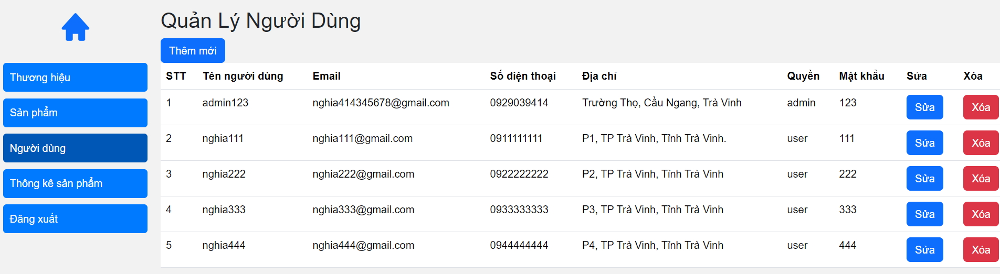 Quản Lý Người Dùng
Thêm mới
Thương hiệu
Sản phẩm
Người dùng
Thông kê sản phẩm
Đăng xuất
STT Tên người dùng Email Số điện thoại Địa chỉ Quyền Mật khẩu Sửa Xóa
1 admin123 nghia414345678@gmail.com 0929039414 Trường Thọ, Cầu Ngang, Trà Vinh admin 123 Sửa Xóa
2 nghia111 nghia111@gmail.com 0911111111 P1, TP Trà Vinh, Tỉnh Trà Vinh. user 111 Sửa Xóa
3 nghia222 nghia222@gmail.com 0922222222 P2, TP Trà Vinh, Tỉnh Trà Vinh user 222 Sửa Xóa
4 nghia333 nghia333@gmail.com 0933333333 P3, TP Trà Vinh, Tỉnh Trà Vinh user 333 Sửa Xóa
5 nghia444 nghia444@gmail.com 0944444444 P4, TP Trà Vinh, Tỉnh Trà Vinh user 444 Sửa Xóa